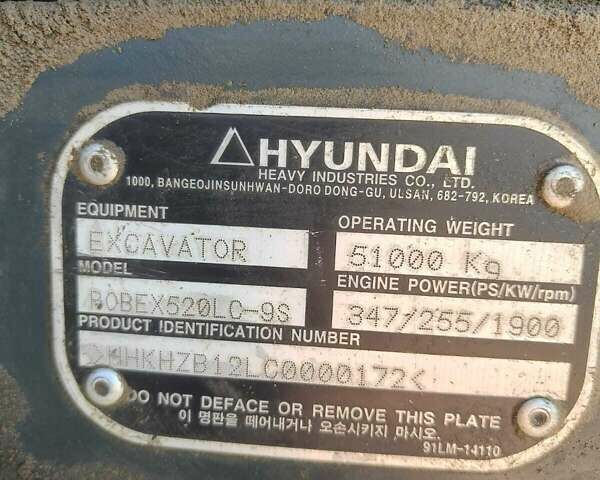 HYUNDAI
HEAVY INDUSTRIES CO., LTD.
1000, BANGEOJINSUNHWAN-DORO DONG-GU, ULSAN, 682-792, KOREA
EQUIPMENT
EXCAVATOR
OPERATING WEIGHT
51000 Kg
MODEL
ROBEX520LC-9S
ENGINE POWER(PS/KW/rpm)
347/255/1900
PRODUCT IDENTIFICATION NUMBER
>HHKHZB12LC0000172<
DO NOT DEFACE OR REMOVE THIS PLATE
이 명판을 떼어내거나 오손시키지 마시오.
91LM-14110